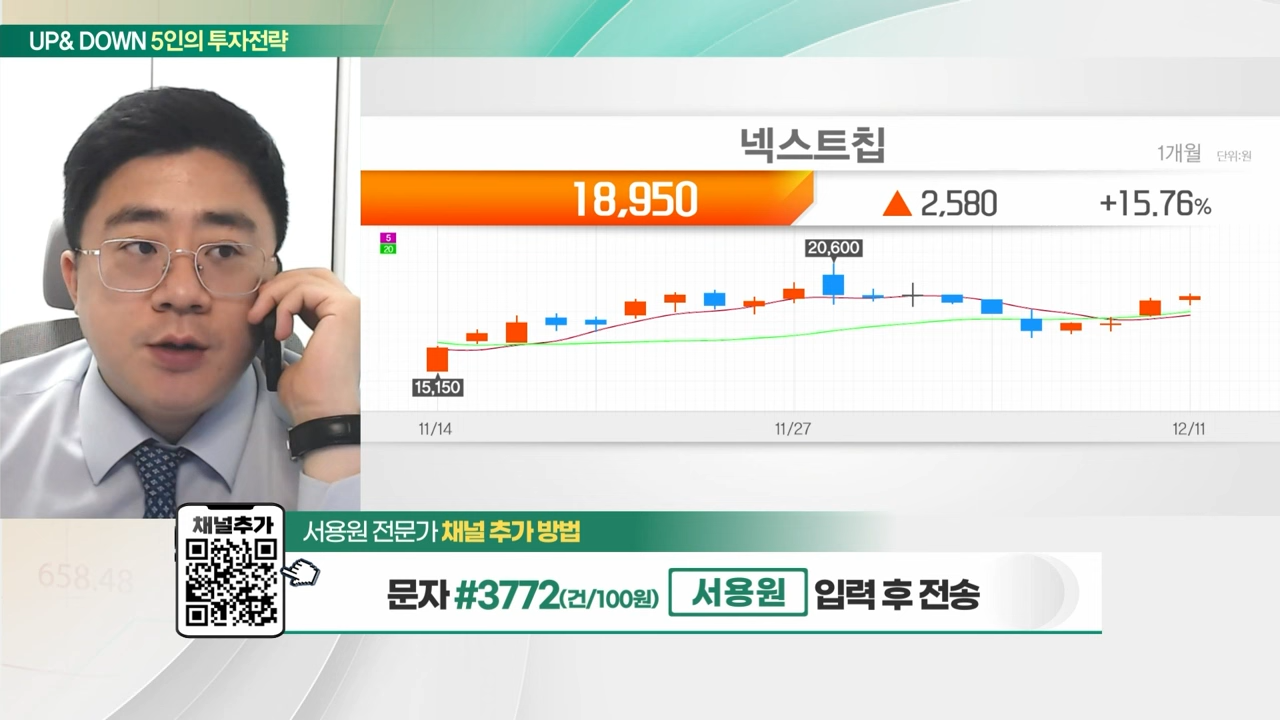 UP& DOWN 5인의 투자전략
넥스트칩
1개월 단위:원
18,950 ▲ 2,580 +15.76%
5
20
20,600
15,150
11/14 11/27 12/11
채널추가
서용원 전문가 채널 추가 방법
658.48
문자 #3772(건/100원) 서용원 입력 후 전송